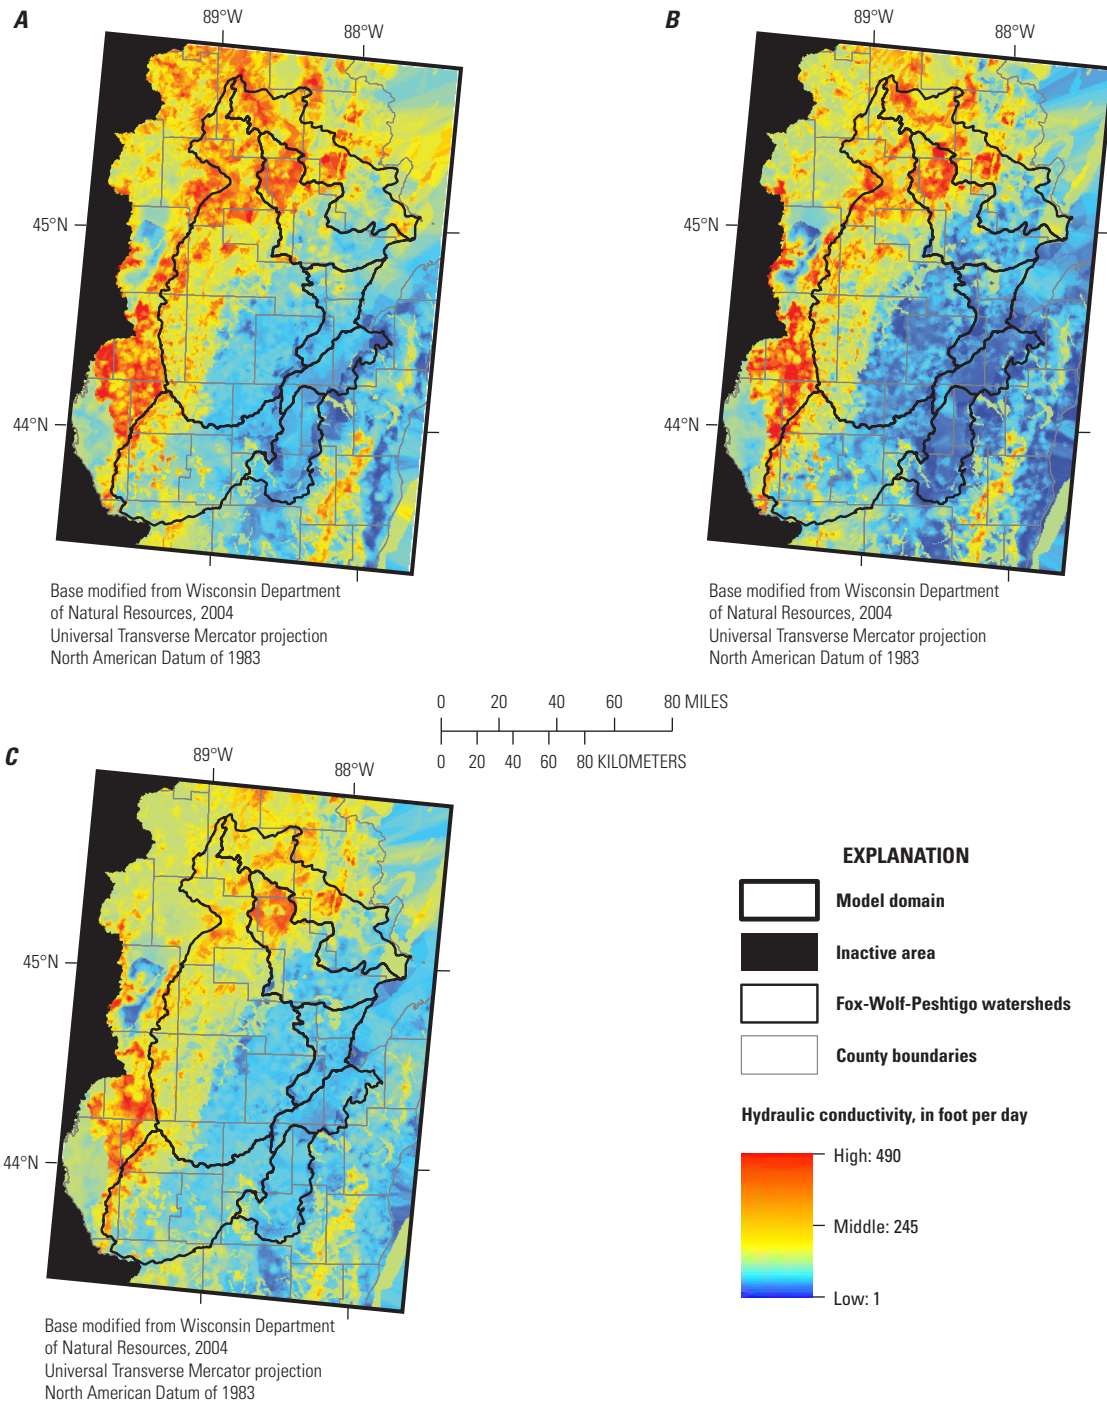 A
89°W
88°W
45°N
44°N
Base modified from Wisconsin Department
of Natural Resources, 2004
Universal Transverse Mercator projection
North American Datum of 1983
B
89°W
88°W
45°N
44°N
Base modified from Wisconsin Department
of Natural Resources, 2004
Universal Transverse Mercator projection
North American Datum of 1983
0 20 40 60 80 MILES
0 20 40 60 80 KILOMETERS
C
89°W
88°W
45°N
44°N
Base modified from Wisconsin Department
of Natural Resources, 2004
Universal Transverse Mercator projection
North American Datum of 1983
EXPLANATION
Model domain
Inactive area
Fox-Wolf-Peshtigo watersheds
County boundaries
Hydraulic conductivity, in foot per day
High: 490
Middle: 245
Low: 1